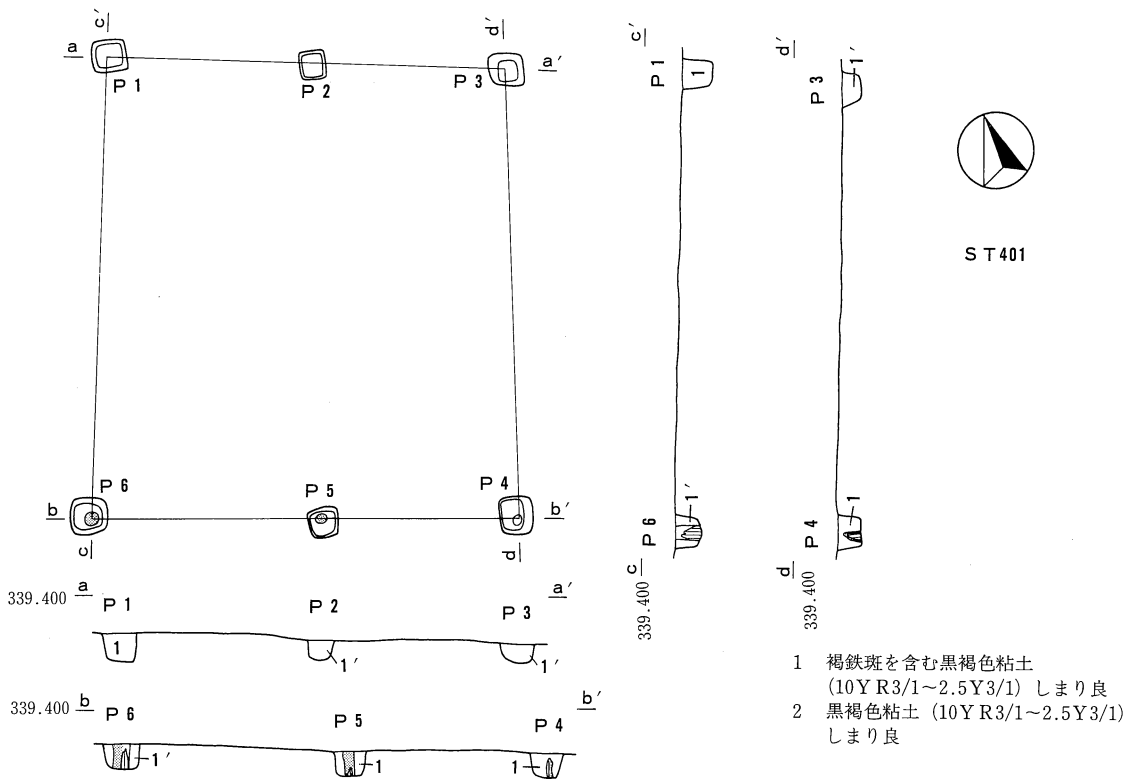 c′
d′
a
a′
P 1
P 2
P 3
P 6
P 5
P 4
b
b′
c
d
a
a′
339.400
P 1
P 2
P 3
1
1′
1′
b
b′
339.400
P 6
P 5
P 4
1′
1
1
c′
P 1
1
P 6
1′
c
339.400
d′
P 3
1′
P 4
1
d
339.400
S T 401
1 褐鉄斑を含む黒褐色粘土
(10Y R3/1~2.5Y3/1) しまり良
2 黒褐色粘土 (10Y R3/1~2.5Y3/1)
しまり良